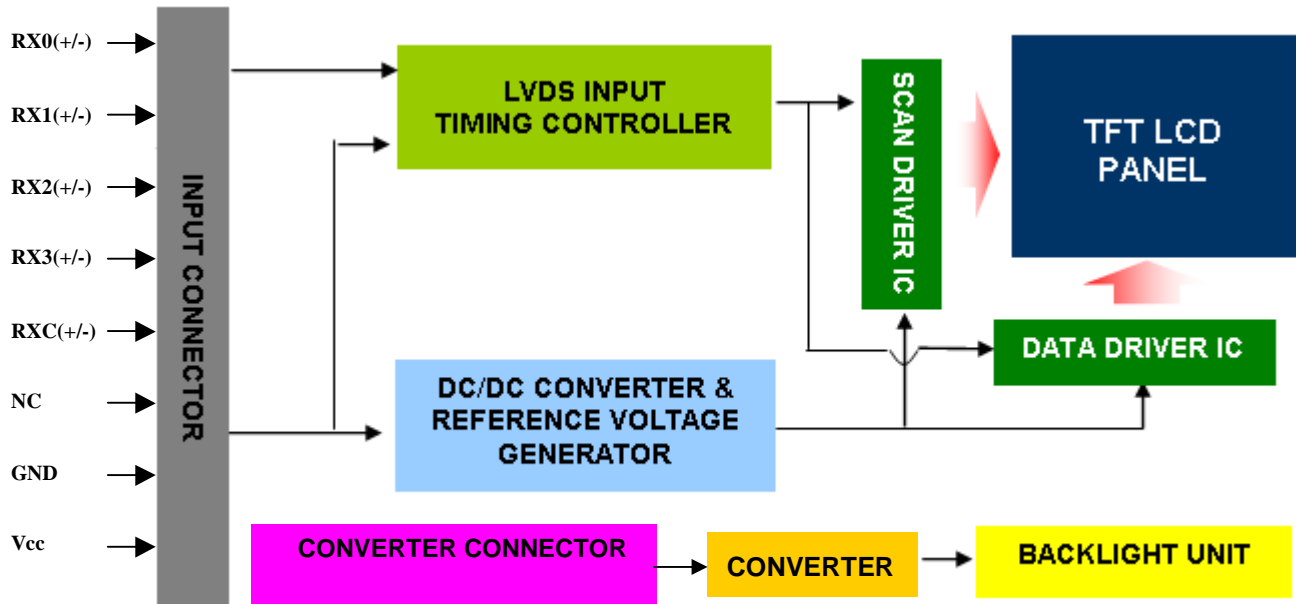 RX0(+/-)
RX1(+/-)
RX2(+/-)
RX3(+/-)
RXC(+/-)
NC
GND
Vcc
INPUT CONNECTOR
LVDS INPUT
TIMING CONTROLLER
SCAN DRIVER IC
TFT LCD
PANEL
DATA DRIVER IC
DC/DC CONVERTER &
REFERENCE VOLTAGE
GENERATOR
CONVERTER CONNECTOR
CONVERTER
BACKLIGHT UNIT